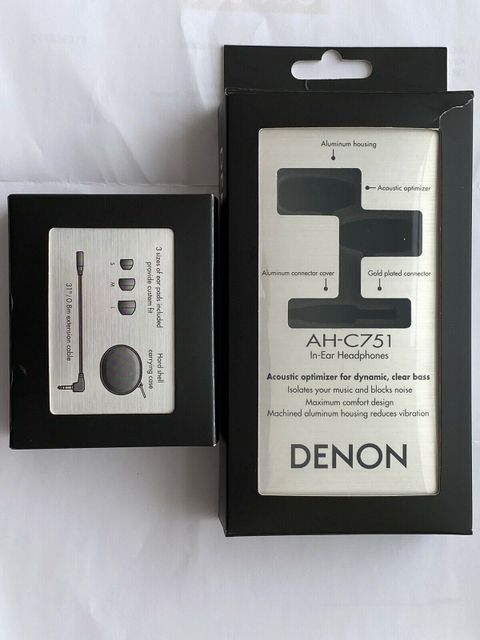 3 sizes of ear pads included
provide custom fit
S
M
L
31"/0.8m extension cable
Hard shell
carrying case
Aluminum housing
Acoustic optimizer
Aluminum connector cover
Gold plated connector
AH-C751
In-Ear Headphones
Acoustic optimizer for dynamic, clear bass
Isolates your music and blocks noise
Maximum comfort design
Machined aluminum housing reduces vibration
DENON